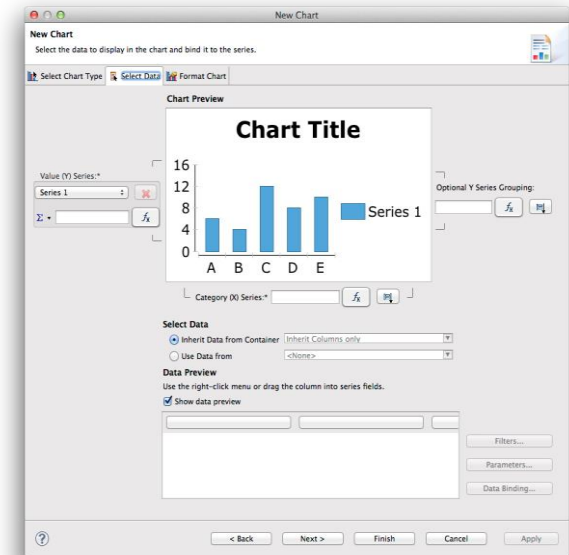 New Chart
New Chart
Select the data to display in the chart and bind it to the series.
Select Chart Type
Select Data
Format Chart
Chart Preview
Chart Title
16
12
8
4
0
A B C D E
Series 1
Value (Y) Series:*
Series 1
Σ
fx
Optional Y Series Grouping:
fx
Category (X) Series:*
fx
Select Data
Inherit Data from Container
Inherit Columns only
Use Data from
<None>
Data Preview
Use the right-click menu or drag the column into series fields.
Show data preview
Filters...
Parameters...
Data Binding...
?
< Back
Next >
Finish
Cancel
Apply